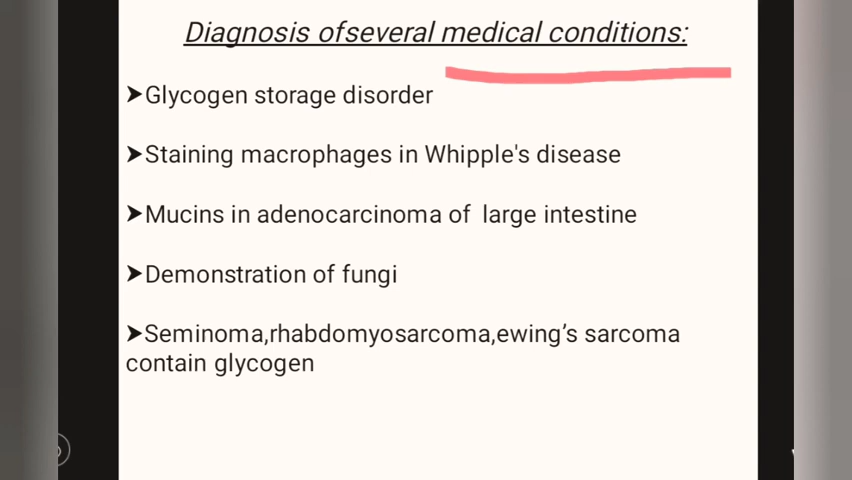 Diagnosis ofseveral medical conditions:
➤Glycogen storage disorder
➤Staining macrophages in Whipple's disease
➤Mucins in adenocarcinoma of large intestine
➤Demonstration of fungi
➤Seminoma,rhabdomyosarcoma,ewing’s sarcoma
contain glycogen